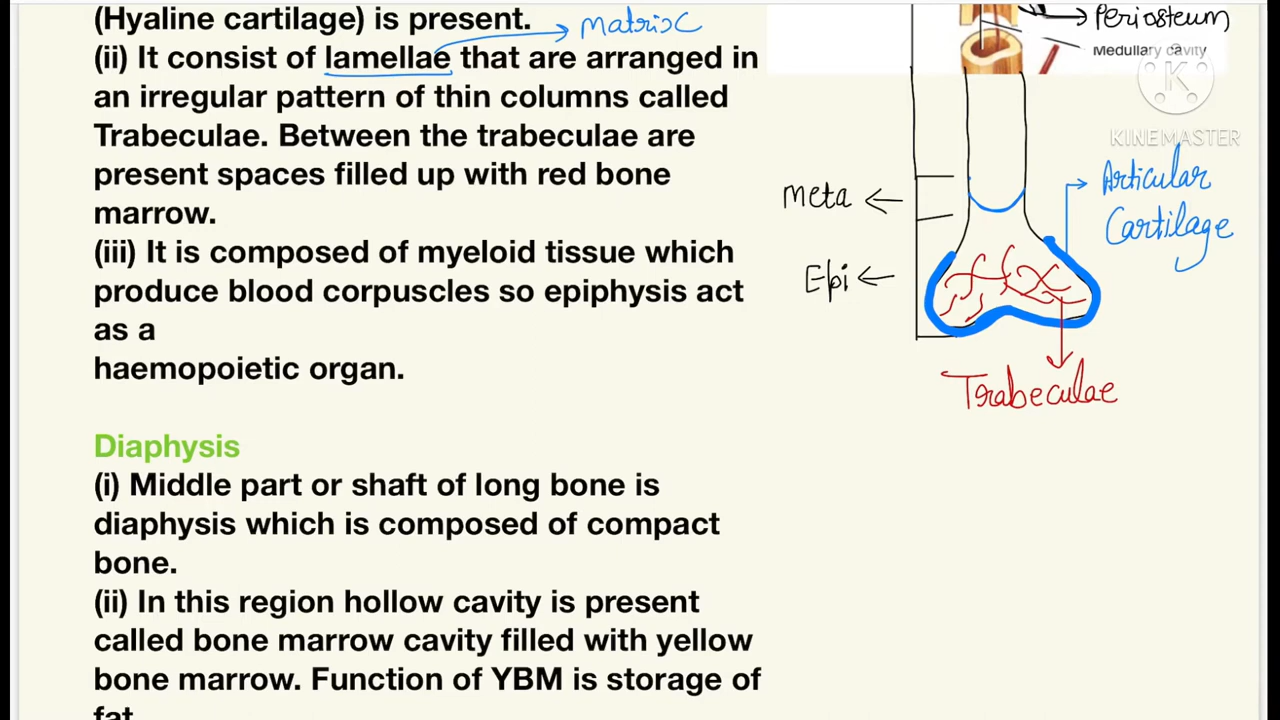 (Hyaline cartilage) is present.
matrix
(ii) It consist of lamellae that are arranged in
an irregular pattern of thin columns called
Trabeculae. Between the trabeculae are
present spaces filled up with red bone
marrow.
(iii) It is composed of myeloid tissue which
produce blood corpuscles so epiphysis act
as a
haemopoietic organ.
Diaphysis
(i) Middle part or shaft of long bone is
diaphysis which is composed of compact
bone.
(ii) In this region hollow cavity is present
called bone marrow cavity filled with yellow
bone marrow. Function of YBM is storage of
fat
Periosteum
Medullary cavity
K
KINEMASTER
Meta
Articular
Cartilage
Epi
Trabeculae